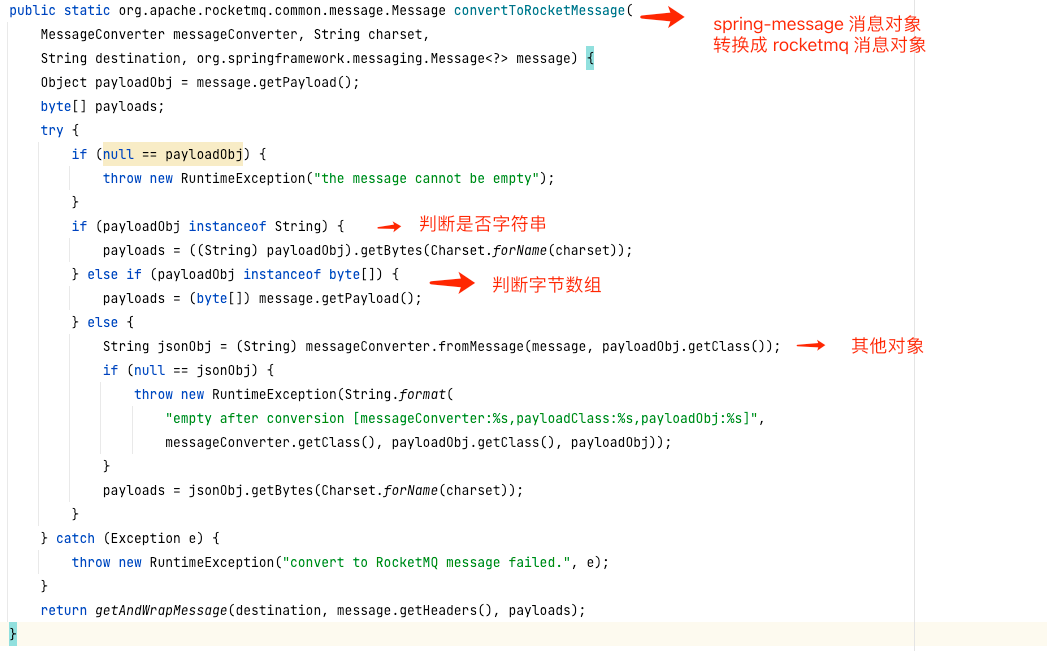 public static org.apache.rocketmq.common.message.Message convertToRocketMessage(
spring-message 消息对象
转换成 rocketmq 消息对象
MessageConverter messageConverter, String charset,
String destination, org.springframework.messaging.Message<?> message) {
Object payloadObj = message.getPayload();
byte[] payloads;
try {
if (null == payloadObj) {
throw new RuntimeException("the message cannot be empty");
}
if (payloadObj instanceof String) {
判断是否字符串
payloads = ((String) payloadObj).getBytes(Charset.forName(charset));
} else if (payloadObj instanceof byte[]) {
判断字节数组
payloads = (byte[]) message.getPayload();
} else {
String jsonObj = (String) messageConverter.fromMessage(message, payloadObj.getClass());
其他对象
if (null == jsonObj) {
throw new RuntimeException(String.format(
"empty after conversion [messageConverter:%s,payloadClass:%s,payloadObj:%s]",
messageConverter.getClass(), payloadObj.getClass(), payloadObj));
}
payloads = jsonObj.getBytes(Charset.forName(charset));
}
} catch (Exception e) {
throw new RuntimeException("convert to RocketMQ message failed.", e);
}
return getAndWrapMessage(destination, message.getHeaders(), payloads);
}